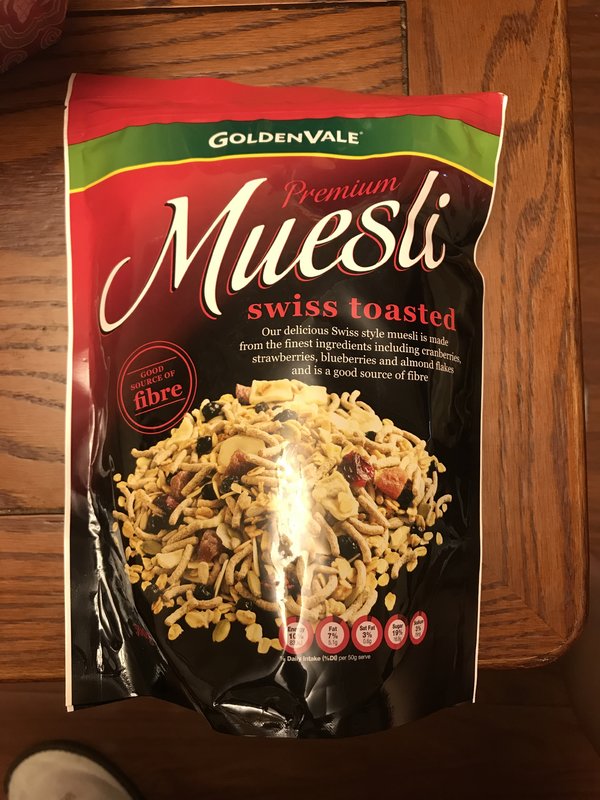 GOLDENVALE®
Premium
Muesli
swiss toasted
Our delicious Swiss style muesli is made
from the finest ingredients including cranberries,
strawberries, blueberries and almond flakes
and is a good source of fibre
GOOD
SOURCE OF
fibre
Energy Fat Sat Fat Sugar
10% 7% 3% 19%
% Daily Intake (%DI) per 50g serve